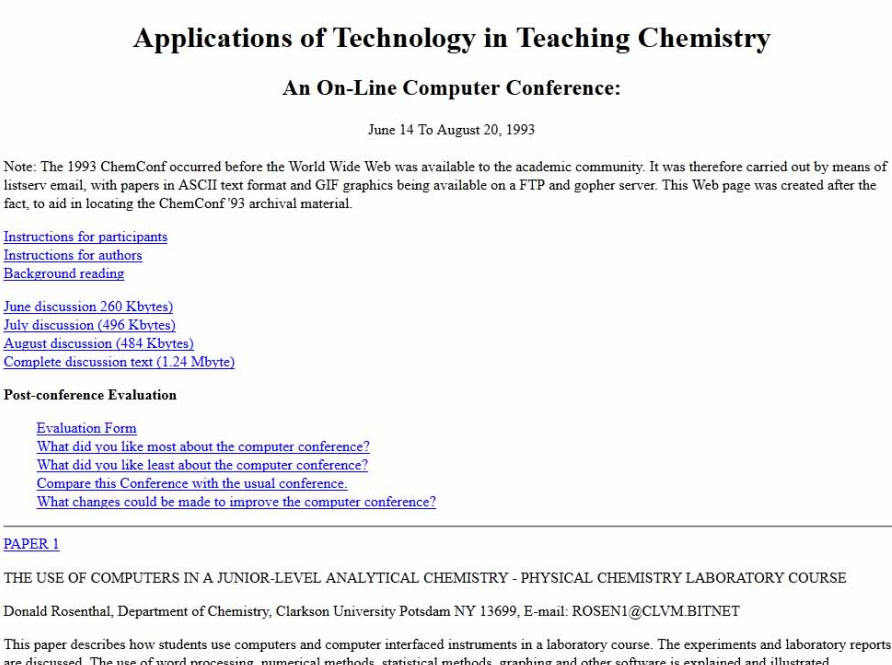 Applications of Technology in Teaching Chemistry
An On-Line Computer Conference:
June 14 To August 20, 1993
Note: The 1993 ChemConf occurred before the World Wide Web was available to the academic community. It was therefore carried out by means of
listserv email, with papers in ASCII text format and GIF graphics being available on a FTP and gopher server. This Web page was created after the
fact, to aid in locating the ChemConf '93 archival material.
Instructions for participants
Instructions for authors
Background reading
June discussion 260 Kbytes)
July discussion (496 Kbytes)
August discussion (484 Kbytes)
Complete discussion text (1.24 Mbyte)
Post-conference Evaluation
Evaluation Form
What did you like most about the computer conference?
What did you like least about the computer conference?
Compare this Conference with the usual conference.
What changes could be made to improve the computer conference?
PAPER 1
THE USE OF COMPUTERS IN A JUNIOR-LEVEL ANALYTICAL CHEMISTRY - PHYSICAL CHEMISTRY LABORATORY COURSE
Donald Rosenthal, Department of Chemistry, Clarkson University Potsdam NY 13699, E-mail: ROSEN1@CLVM.BITNET
This paper describes how students use computers and computer interfaced instruments in a laboratory course. The experiments and laboratory reports
are discussed. The use of word processing, numerical methods, statistical methods, graphing and other software is explained and illustrated.